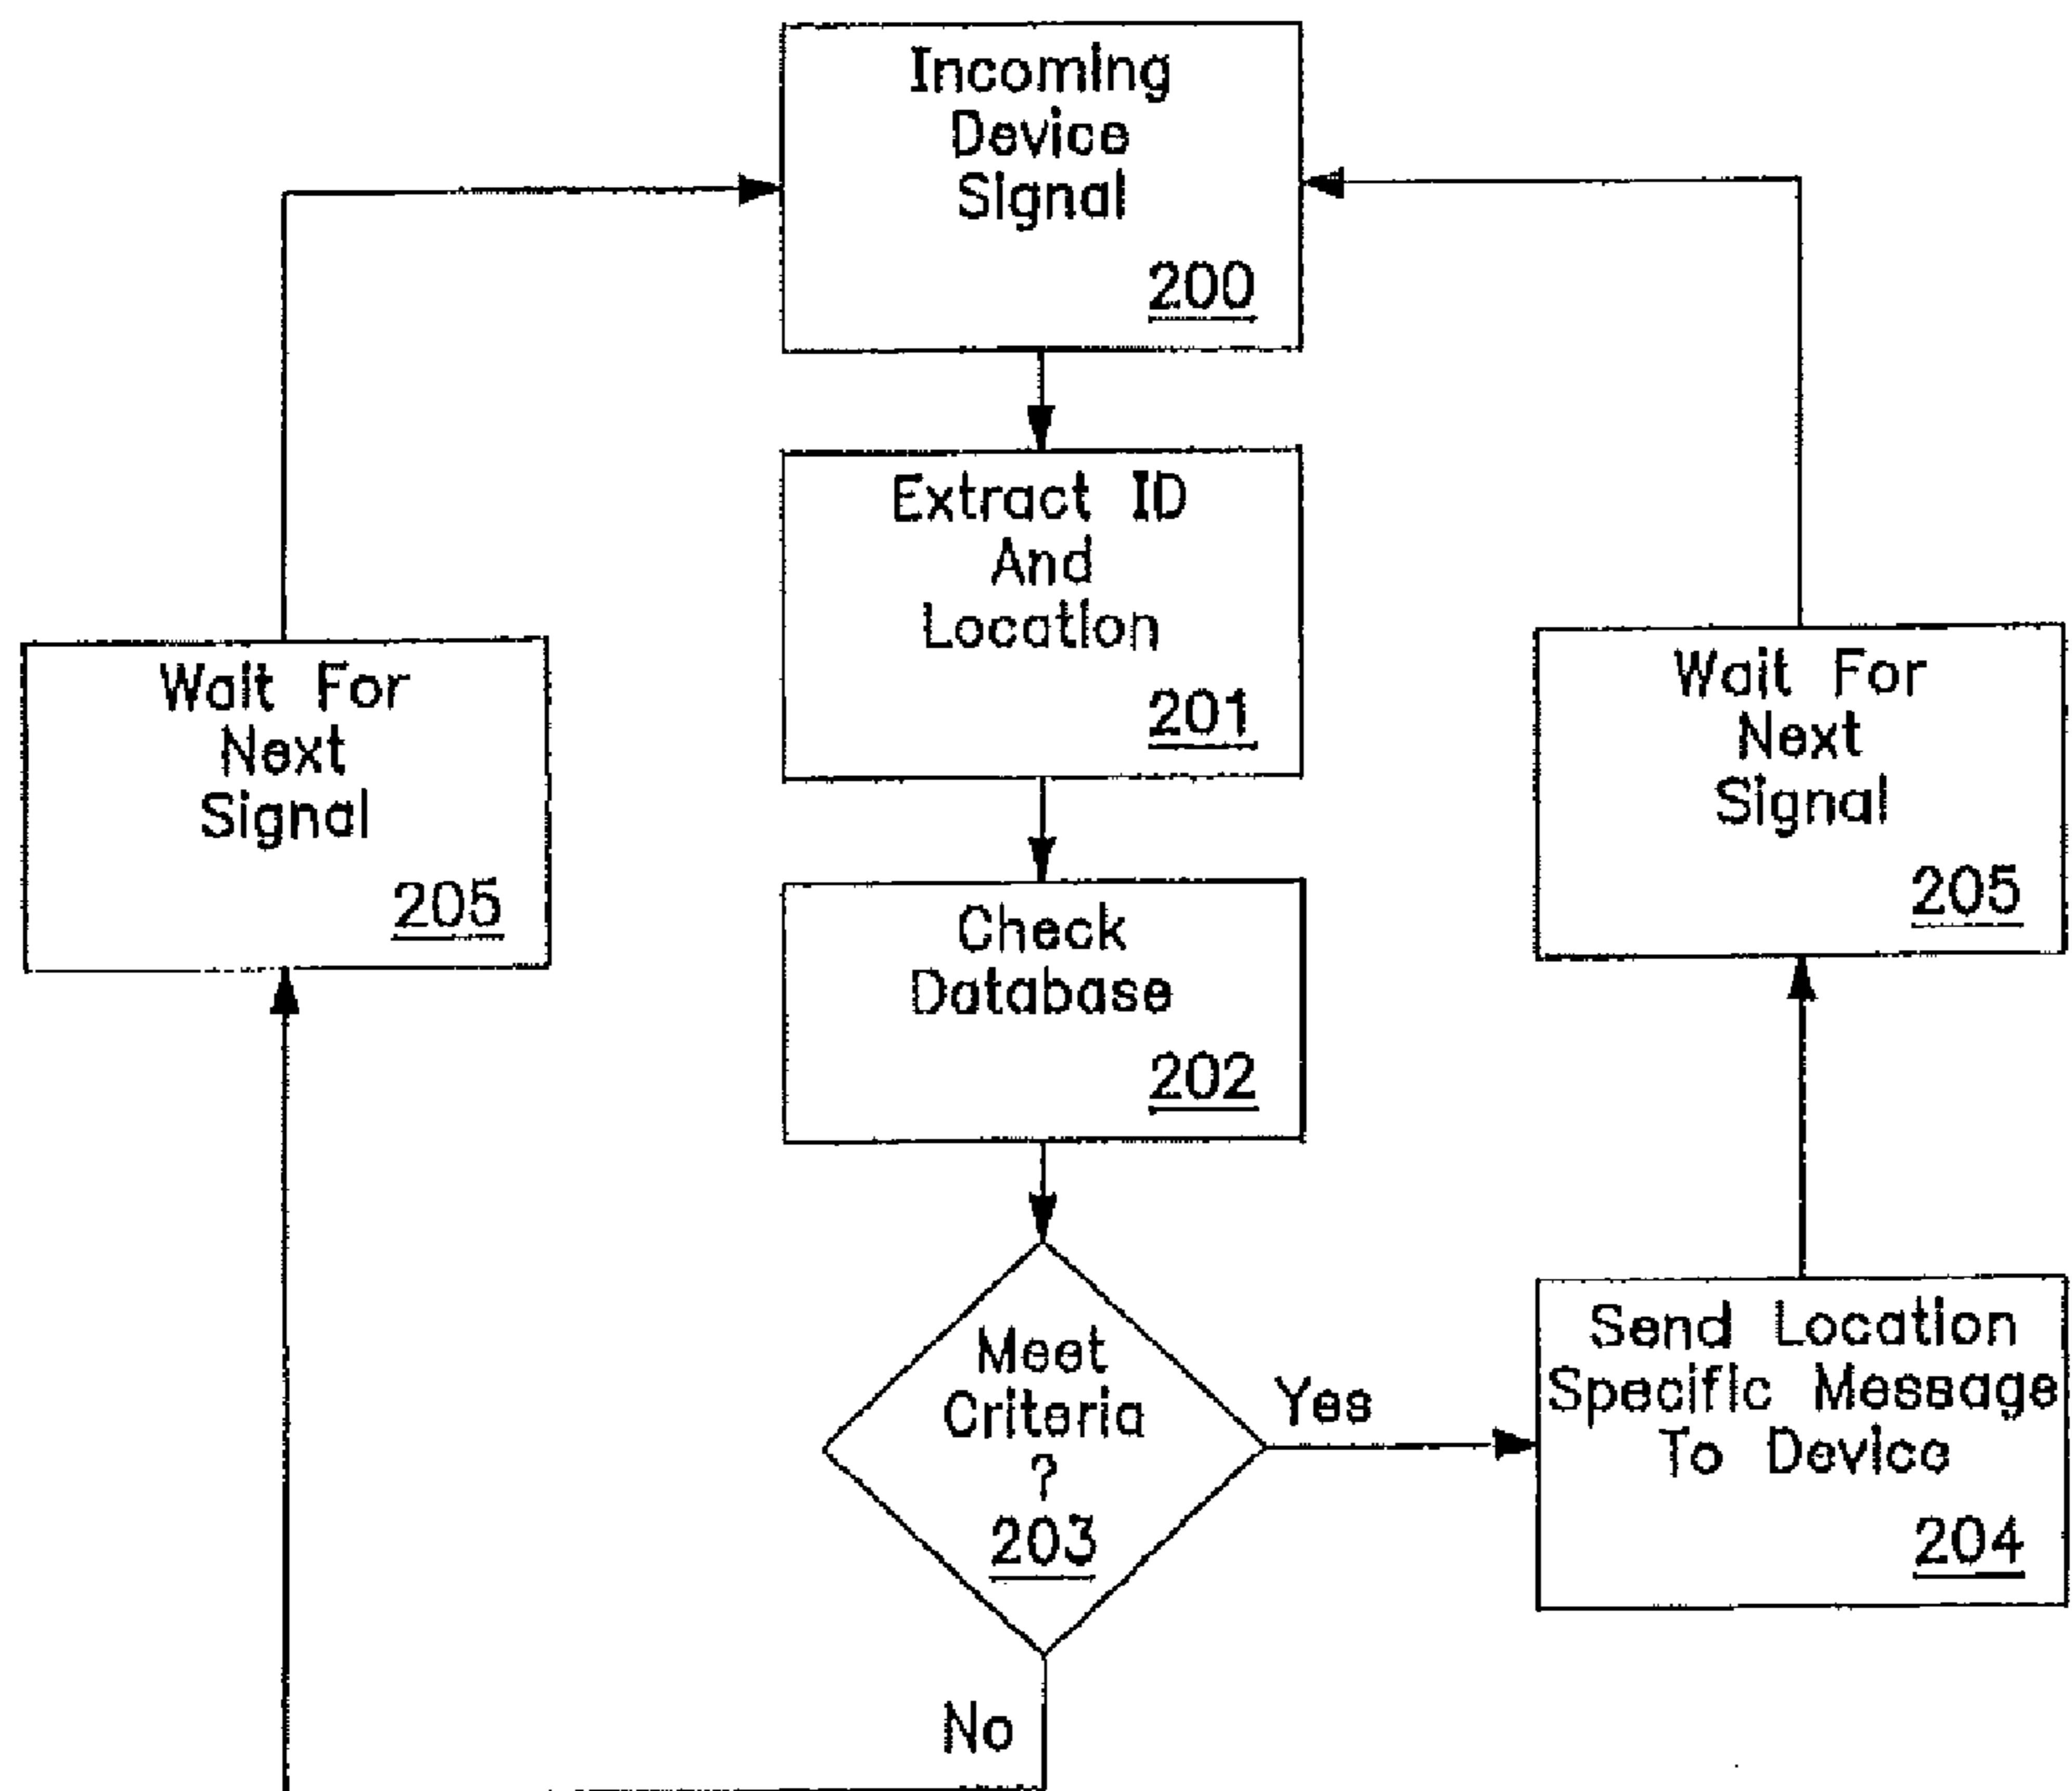 Incoming
Device
Signal
200
Extract ID
And
Location
201
Wait For
Next
Signal
205
Wait For
Next
Signal
205
Check
Database
202
Meet
Criteria
?
203
Yes
Send Location
Specific Message
To Device
204
No